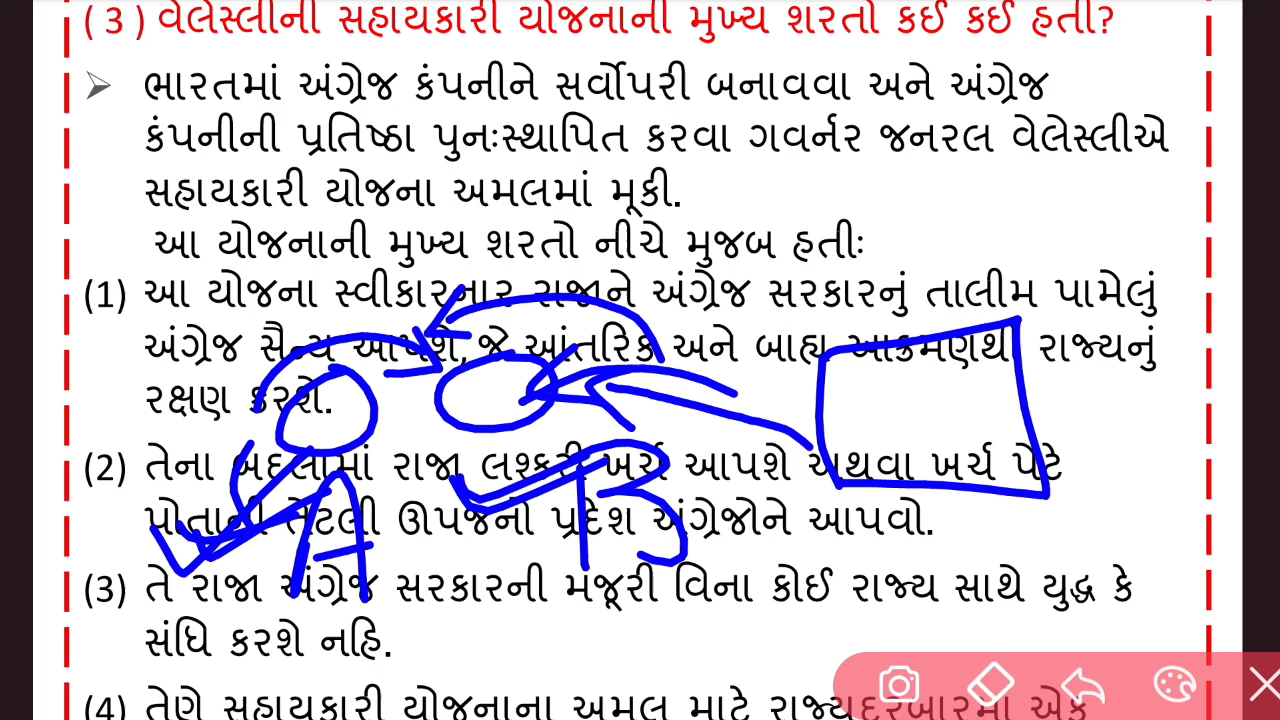 ( 3 ) વેલેસ્લીની સહાયકારી યોજનાની મુખ્ય શરતો કઈ કઈ હતી?
➢ ભારતમાં અંગ્રેજ કંપનીને સર્વોપરી બનાવવા અને અંગ્રેજ
કંપનીની પ્રતિષ્ઠા પુનઃસ્થાપિત કરવા ગવર્નર જનરલ વેલેસ્લીએ
સહાયકારી યોજના અમલમાં મૂકી.
આ યોજનાની મુખ્ય શરતો નીચે મુજબ હતીઃ
(1) આ યોજના સ્વીકારનાર રાજાને અંગ્રેજ સરકારનું તાલીમ પામેલું
અંગ્રેજ સૈન્ય આપશે, જે આંતરિક અને બાહ્ય આક્રમણથી રાજ્યનું
રક્ષણ કરશે.
(2) તેના બદલામાં રાજા લશ્કરી ખર્ચ આપશે અથવા ખર્ચ પેટે
પોતાની તેટલી ઊપજનો પ્રદેશ અંગ્રેજોને આપવો.
A B
(3) તે રાજા અંગ્રેજ સરકારની મંજૂરી વિના કોઈ રાજ્ય સાથે યુદ્ધ કે
સંધિ કરશે નહિ.
(4) તેણે સહાયકારી યોજનાના અમલ માટે રાજ્યદરબારમાં એક